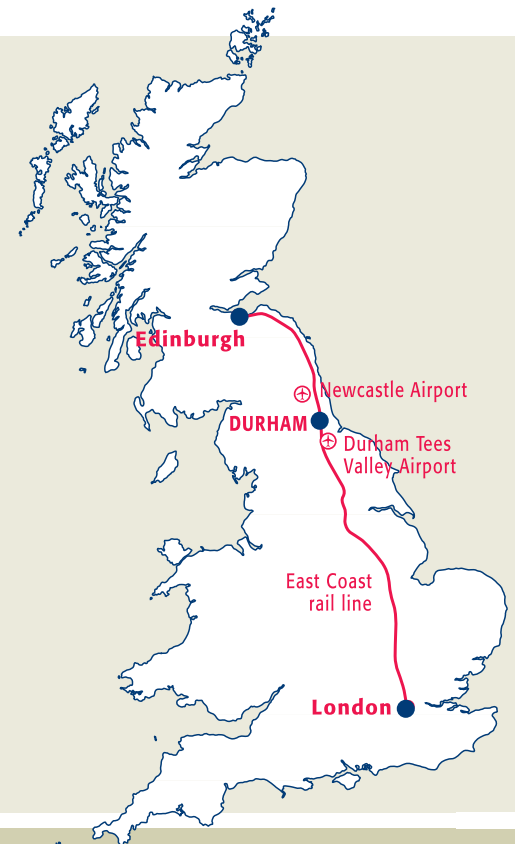 Edinburgh
Newcastle Airport
DURHAM
Durham Tees
Valley Airport
East Coast
rail line
London